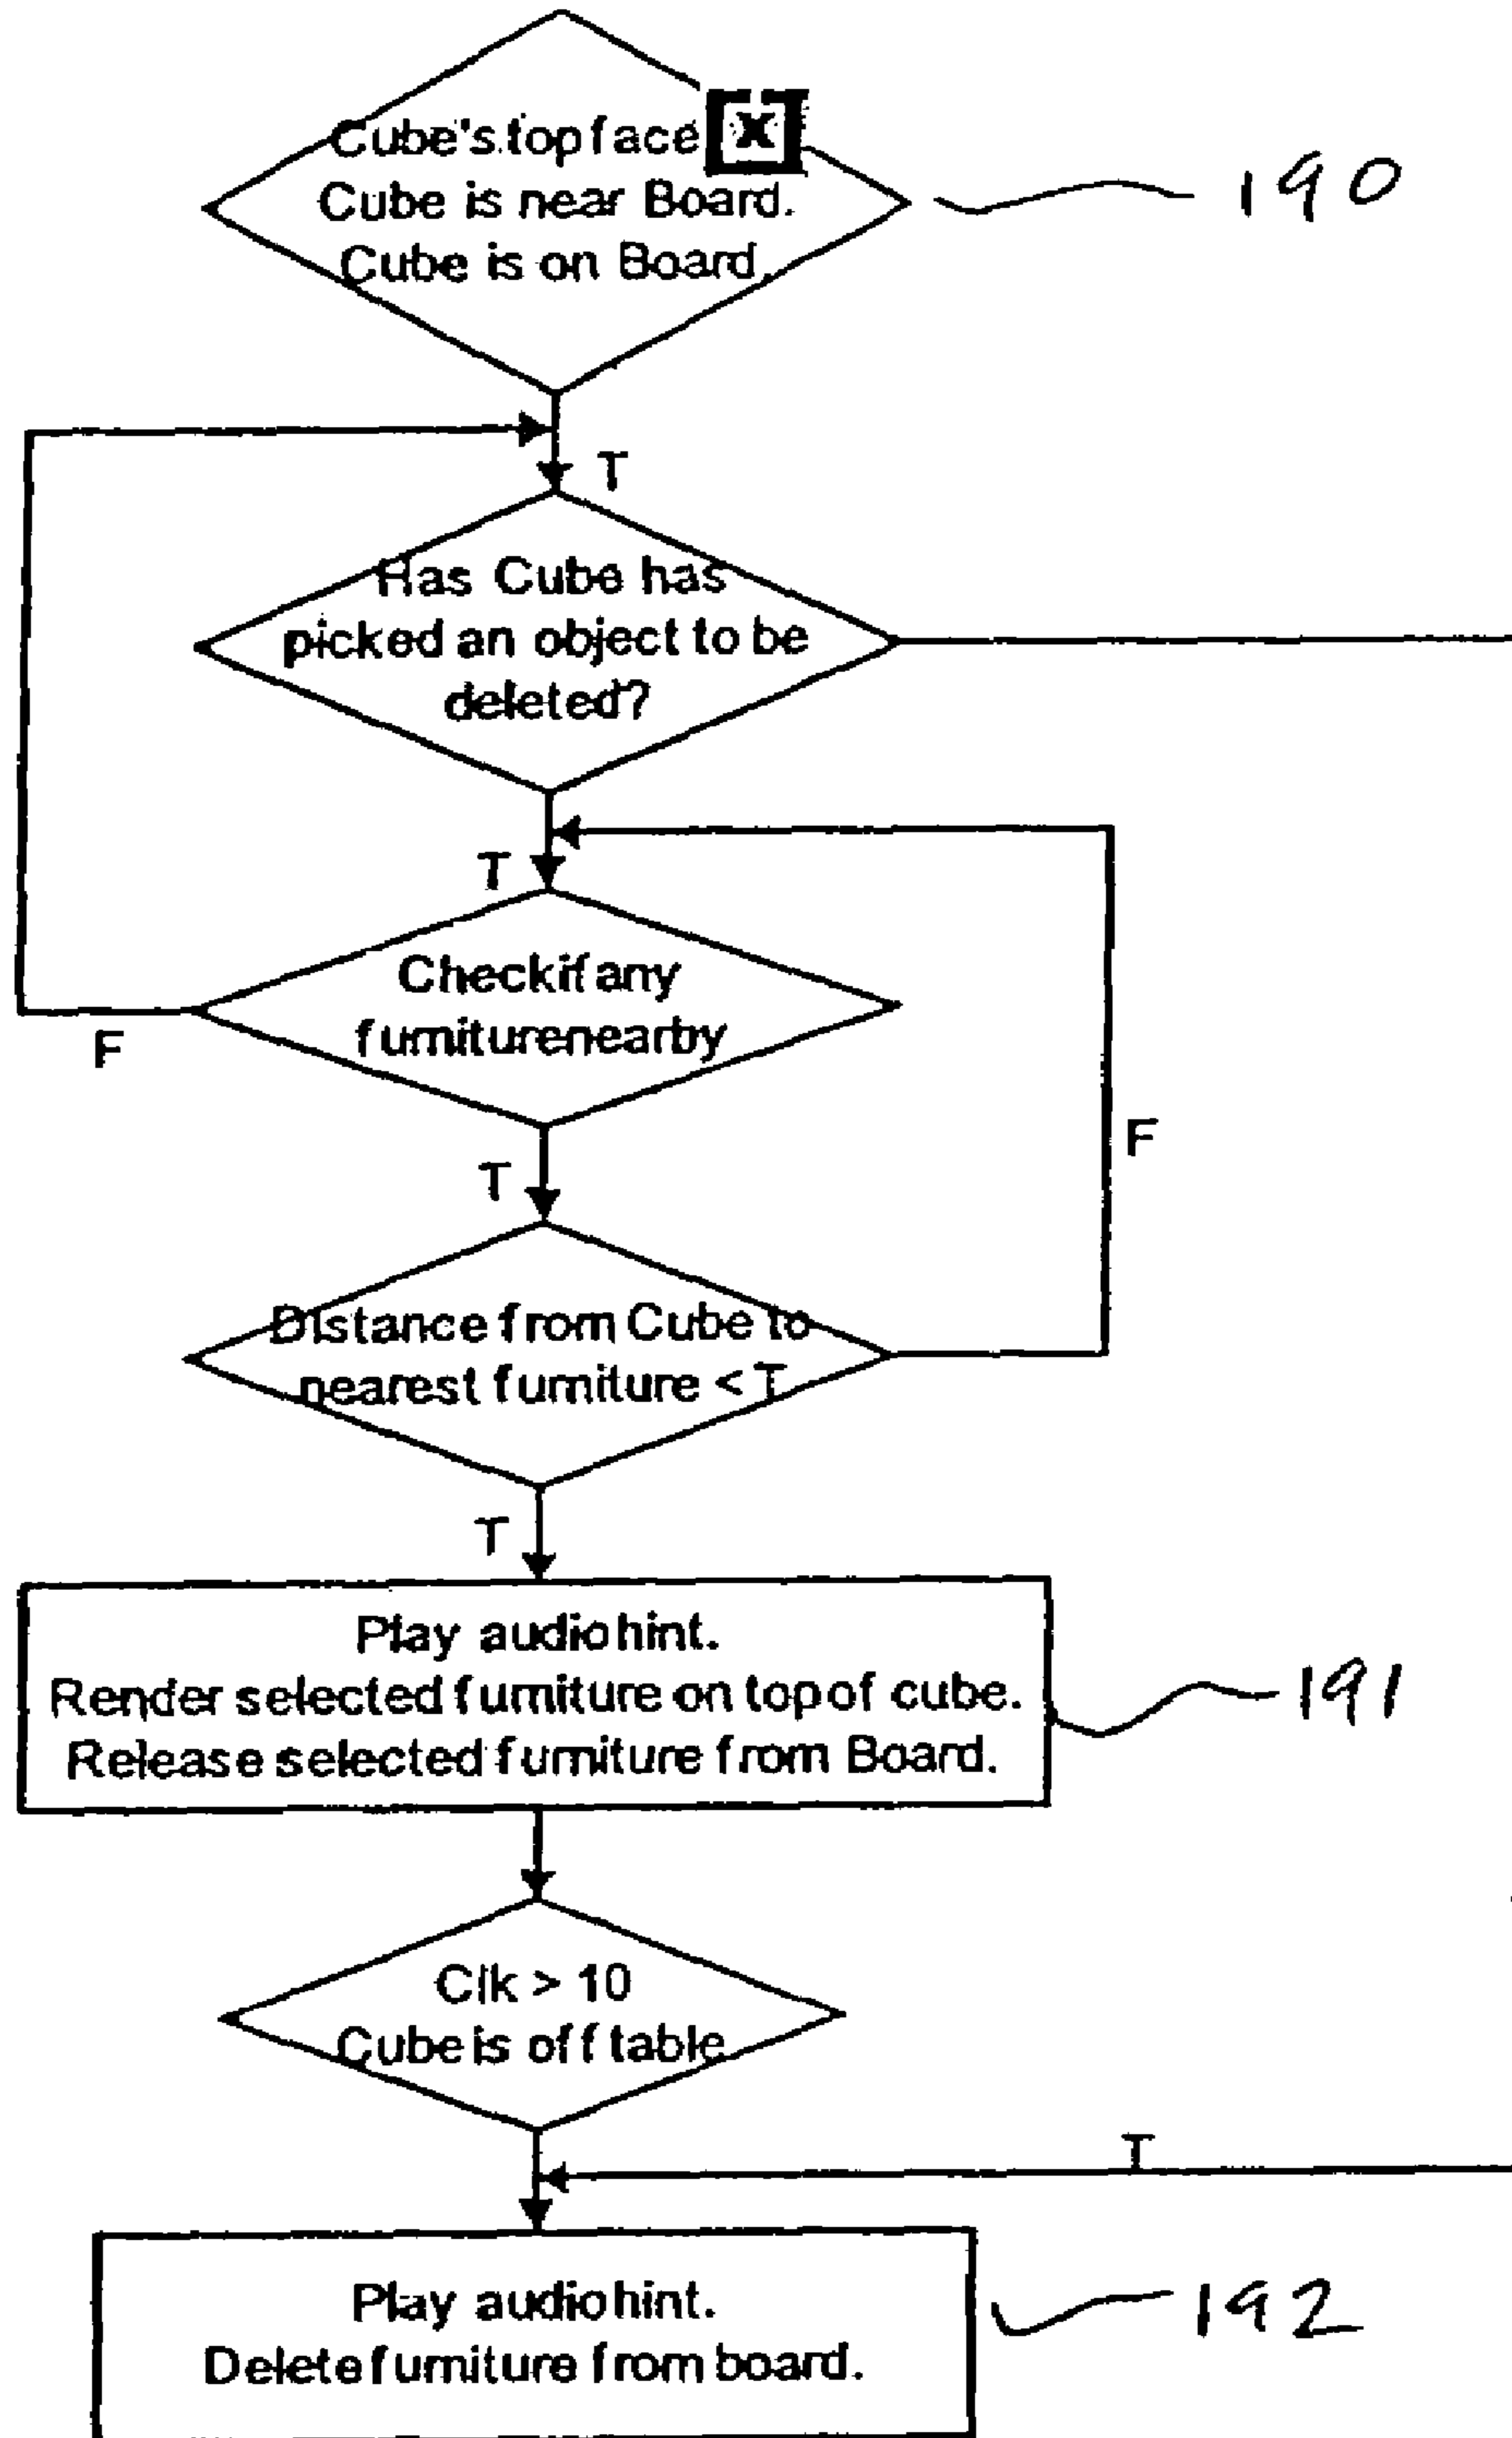 Cube's top face [x]
Cube is near Board.
Cube is on Board.
190
T
Has Cube has
picked an object to be
deleted?
T
Check if any
furniture nearby
F
T
F
Distance from Cube to
nearest furniture < T
T
Play audio hint.
Render selected furniture on top of cube.
Release selected furniture from Board.
191
Clk > 10
Cube is off table
T
Play audio hint.
Delete furniture from board.
192